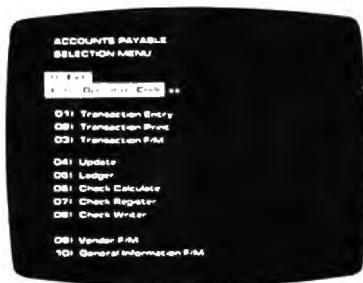 ACCOUNTS PAYABLE
SELECTION MENU
Code
01) Transaction Entry
02) Transaction Print
03) Transaction F/M
04) Update
05) Ledger
06) Check Calculate
07) Check Register
08) Check Writer
09) Vendor F/M
10) General Information F/M